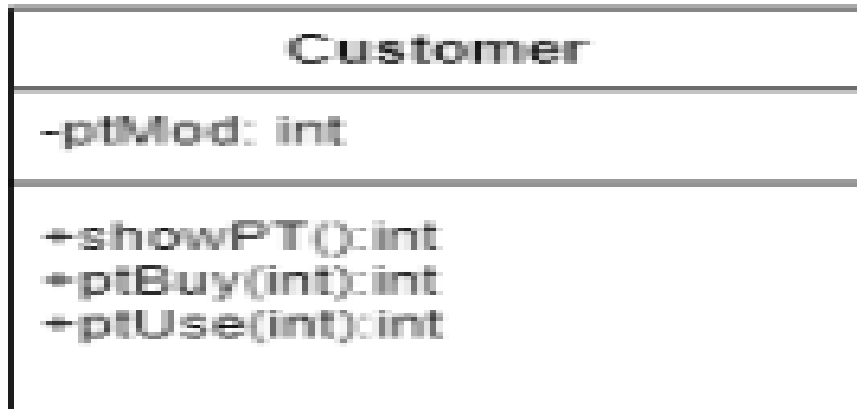 Customer
-ptMod: int
+showPT():int
+ptBuy(int):int
+ptUse(int):int